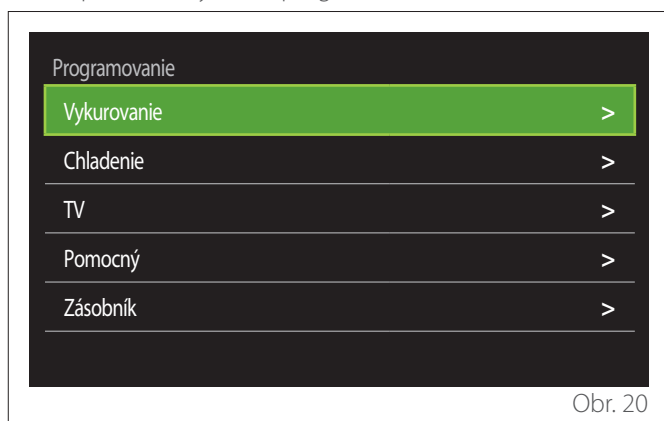 Programovanie
Vykurovanie >
Chladenie >
TV >
Pomocný >
Zásobník >
Obr. 20